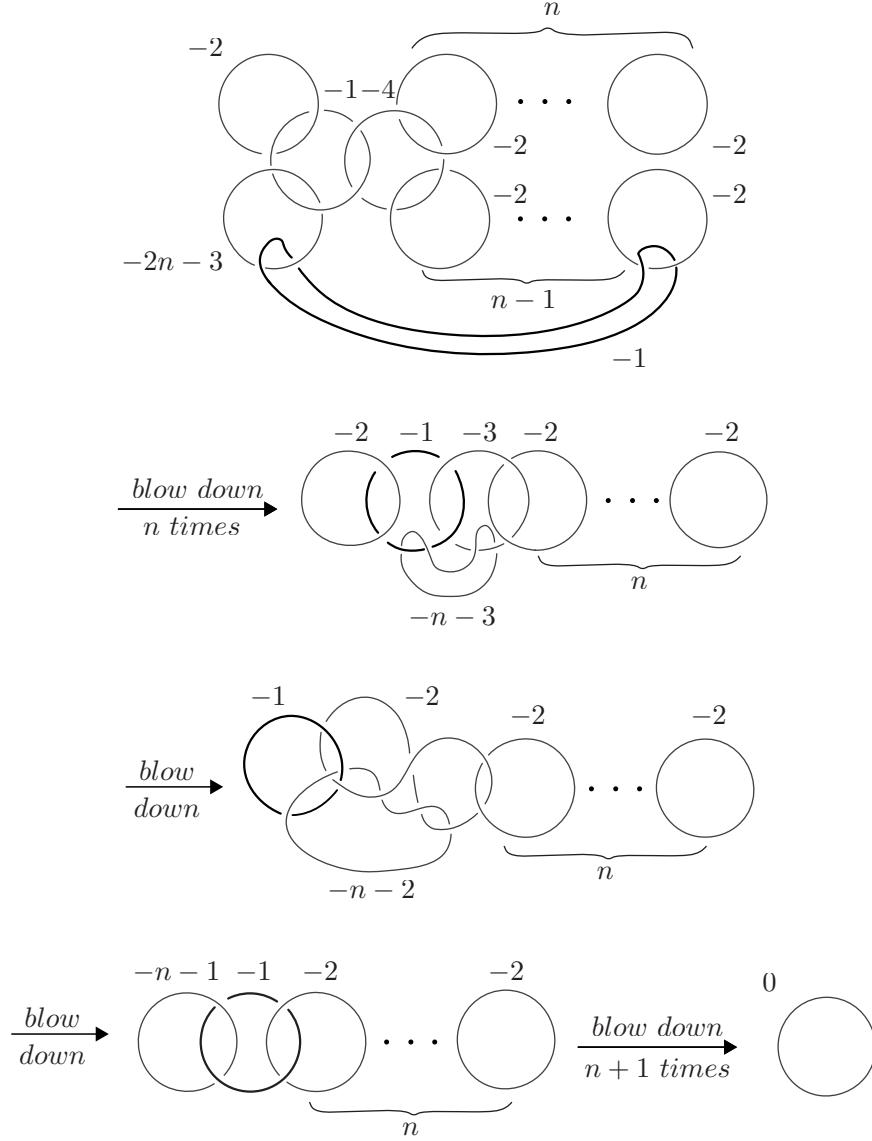 n
−2
−1 −4
−2
−2
−2
−2
−2n − 3
n − 1
−1
−2 −1 −3 −2 −2
blow down
n times
n
−n − 3
−1 −2
−2 −2
blow
down
n
−n − 2
−n − 1 −1 −2 −2 0
blow
down
blow down
n + 1 times
n